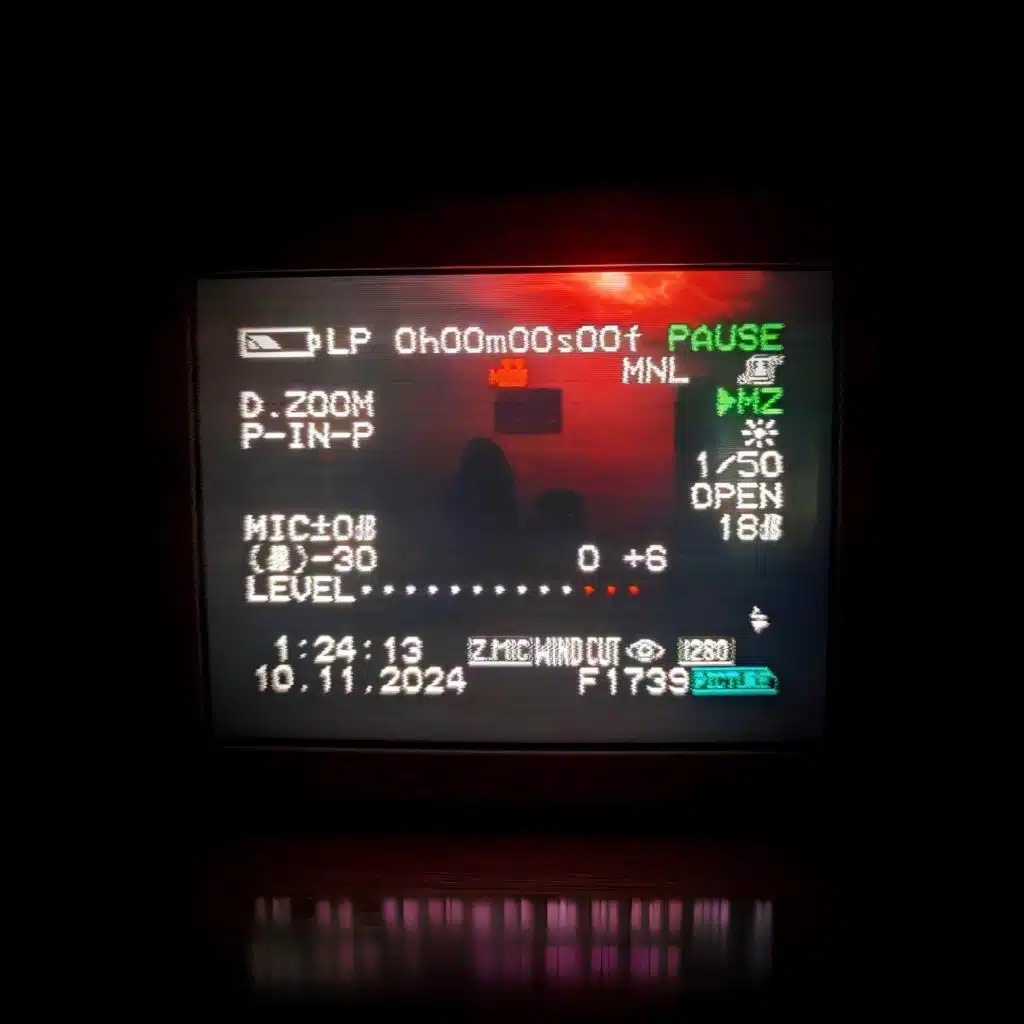 LP 0h00m00s00f PAUSE
MNL
D.ZOOM
MZ
P-IN-P
1/50
OPEN
MIC±0dB
18dB
-30 0 +6
LEVEL
1:24:13 Z.MIC WIND CUT 1280
10.11.2024 F1739